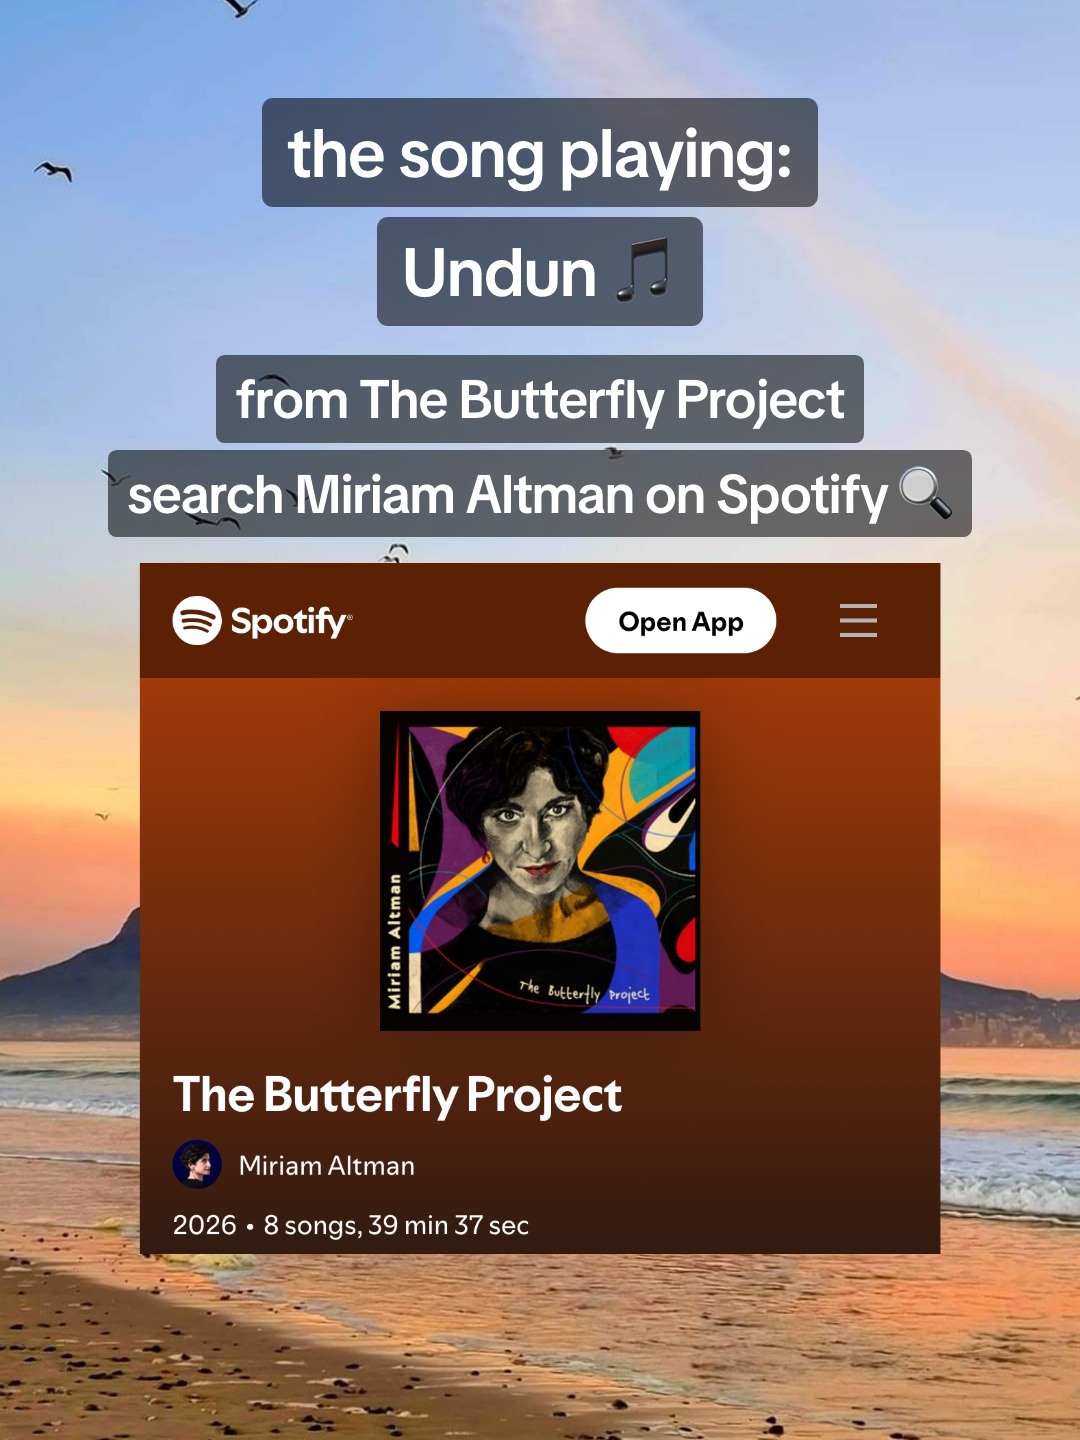 the song playing:
Undun 🎵
from The Butterfly Project
search Miriam Altman on Spotify 🔍
Spotify®
Open App
Miriam Altman
The Butterfly Project
The Butterfly Project
Miriam Altman
2026 • 8 songs, 39 min 37 sec